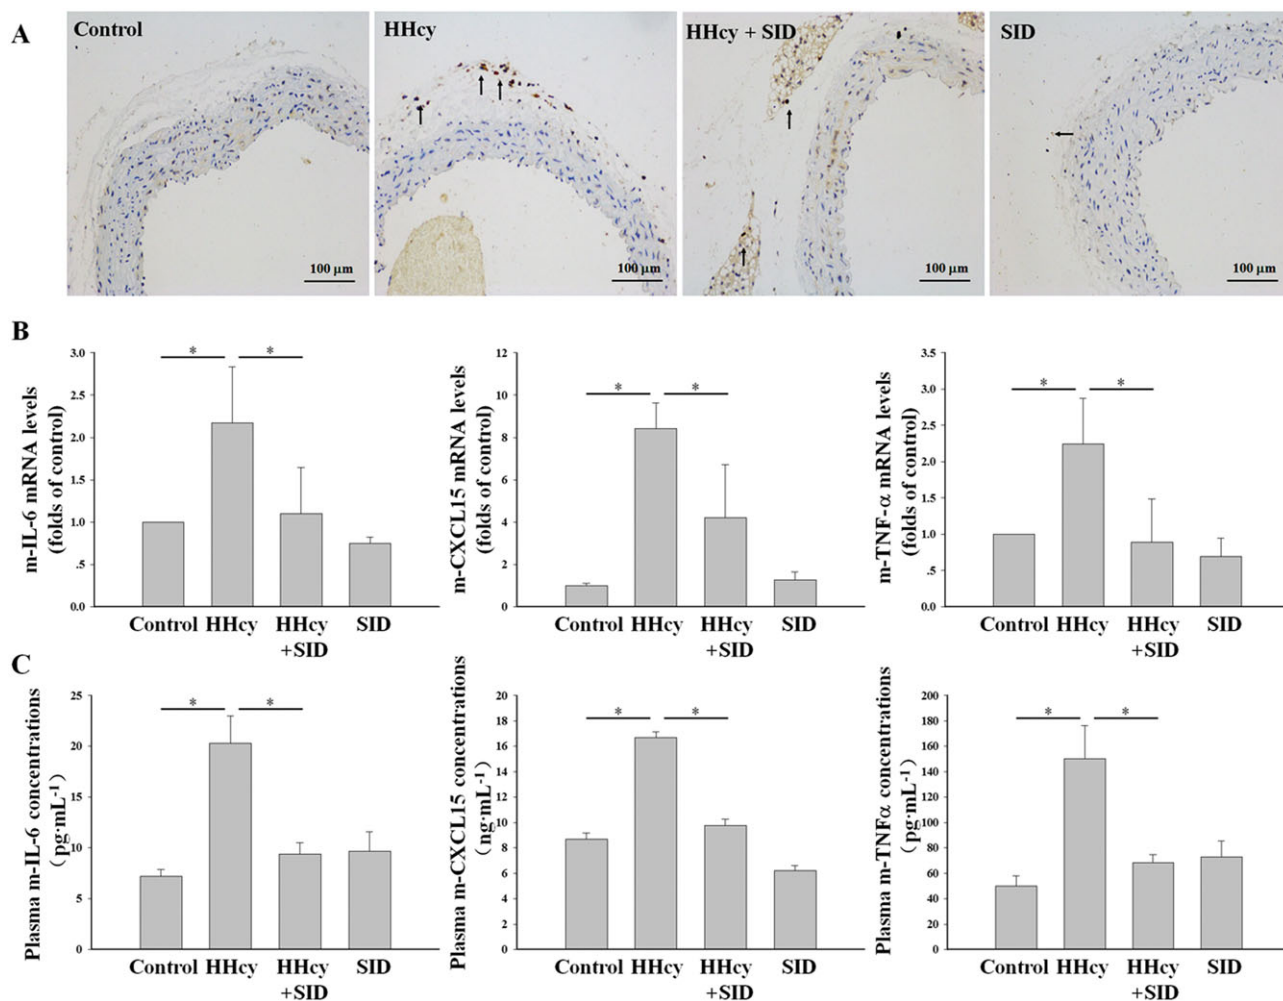 A
Control
HHcy
HHcy + SID
SID
100 μm
100 μm
100 μm
100 μm
B
m-IL-6 mRNA levels
(folds of control)
3.0
2.5
2.0
1.5
1.0
.5
0.0
*
*
Control
HHcy
HHcy
+SID
SID
m-CXCL15 mRNA levels
(folds of control)
12
10
8
6
4
2
0
*
*
Control
HHcy
HHcy
+SID
SID
m-TNF-α mRNA levels
(folds of control)
3.5
3.0
2.5
2.0
1.5
1.0
.5
0.0
*
*
Control
HHcy
HHcy
+SID
SID
C
Plasma m-IL-6 concentrations
(pg·mL-1)
25
20
15
10
5
0
*
*
Control
HHcy
HHcy
+SID
SID
Plasma m-CXCL15 concentrations
(ng·mL-1)
20
18
16
14
12
10
8
6
4
2
0
*
*
Control
HHcy
HHcy
+SID
SID
Plasma m-TNFα concentrations
(pg·mL-1)
200
180
160
140
120
100
80
60
40
20
0
*
*
Control
HHcy
HHcy
+SID
SID